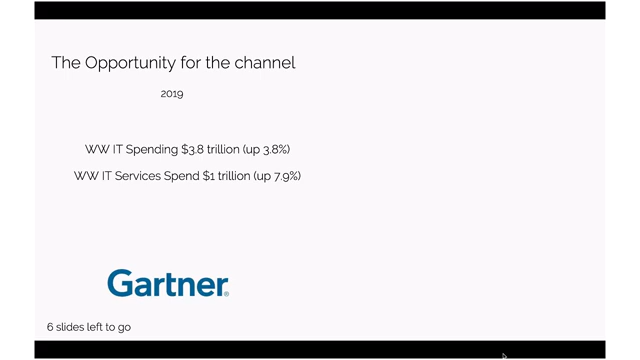 The Opportunity for the channel
2019
WW IT Spending $3.8 trillion (up 3.8%)
WW IT Services Spend $1 trillion (up 7.9%)
Gartner®
6 slides left to go